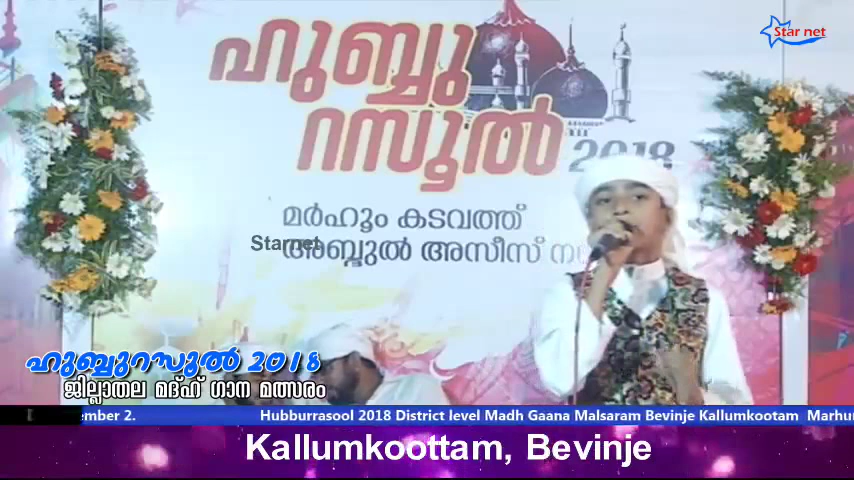 Star net
ഹുബ്ബു
റസൂൽ 2018
മർഹൂം കടവത്ത്
Starnet
അബ്ദുൽ അസീസ്
ഹുബ്ബുറസൂൽ 2018
ജില്ലാതല മദ്ഹ് ഗാന മത്സരം
ember 2. Hubburrasool 2018 District level Madh Gaana Malsaram Bevinje Kallumkootam Marhu
Kallumkoottam, Bevinje